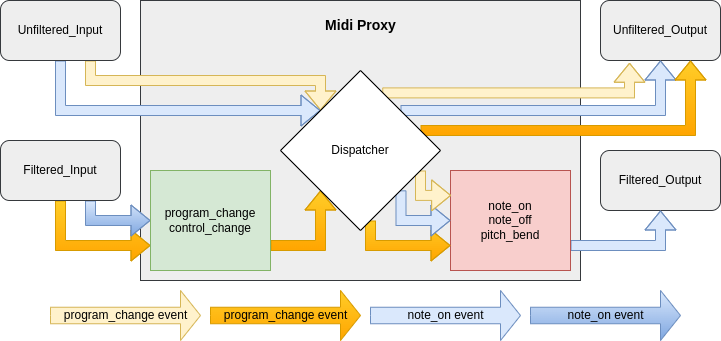 Unfiltered_Input
Midi Proxy
Unfiltered_Output
Dispatcher
Filtered_Input
Filtered_Output
program_change
control_change
note_on
note_off
pitch_bend
program_change event
program_change event
note_on event
note_on event